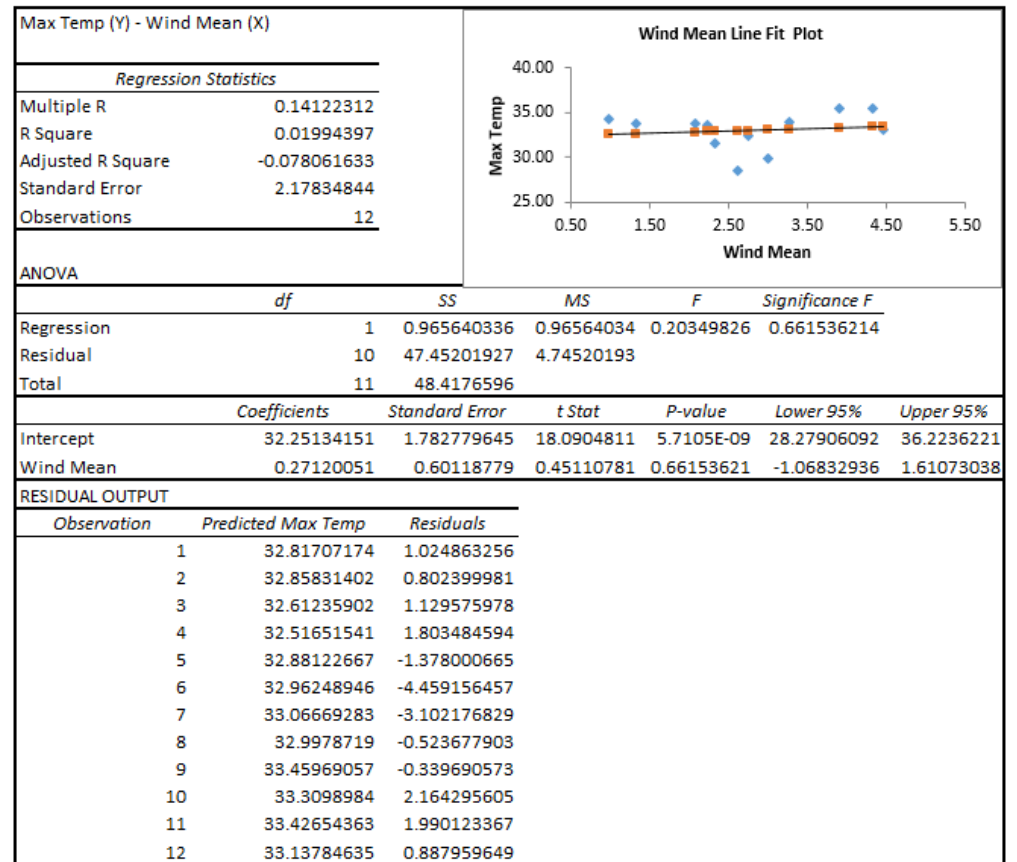 Max Temp (Y) - Wind Mean (X)
Regression Statistics
Multiple R 0.14122312
R Square 0.01994397
Adjusted R Square -0.078061633
Standard Error 2.17834844
Observations 12
Wind Mean Line Fit Plot
Max Temp
40.00
35.00
30.00
25.00
0.50 1.50 2.50 3.50 4.50 5.50
Wind Mean
ANOVA
df SS MS F Significance F
Regression 1 0.965640336 0.96564034 0.20349826 0.661536214
Residual 10 47.45201927 4.74520193
Total 11 48.4176596
Coefficients Standard Error t Stat P-value Lower 95% Upper 95%
Intercept 32.25134151 1.782779645 18.0904811 5.7105E-09 28.27906092 36.2236221
Wind Mean 0.27120051 0.60118779 0.45110781 0.66153621 -1.06832936 1.61073038
RESIDUAL OUTPUT
Observation Predicted Max Temp Residuals
1 32.81707174 1.024863256
2 32.85831402 0.802399981
3 32.61235902 1.129575978
4 32.51651541 1.803484594
5 32.88122667 -1.378000665
6 32.96248946 -4.459156457
7 33.06669283 -3.102176829
8 32.9978719 -0.523677903
9 33.45969057 -0.339690573
10 33.3098984 2.164295605
11 33.42654363 1.990123367
12 33.13784635 0.887959649